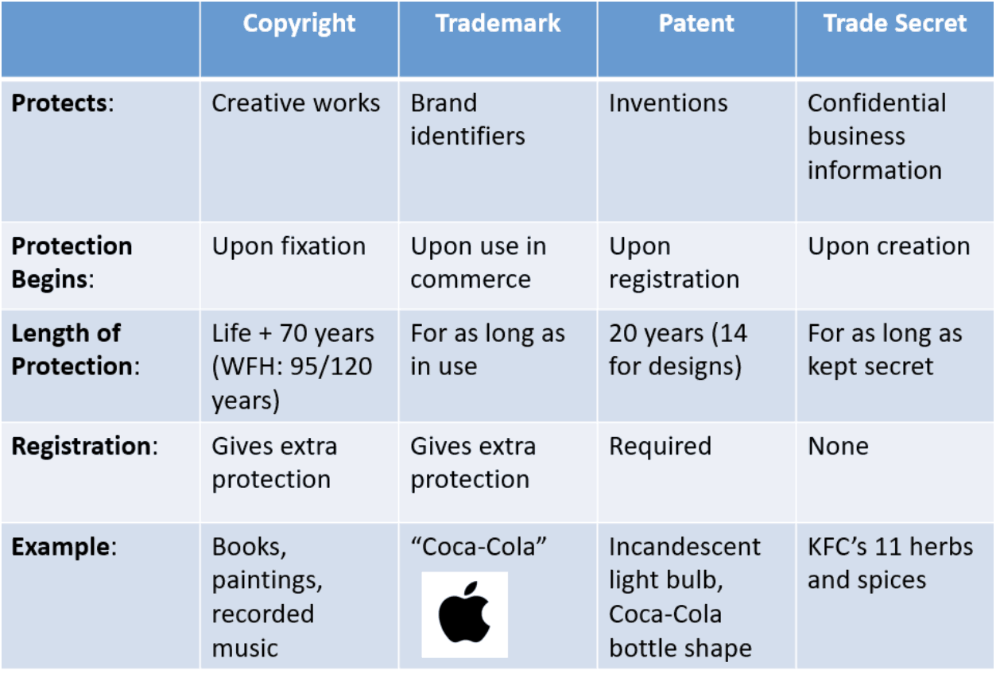 Copyright
Trademark
Patent
Trade Secret
Protects:
Creative works
Brand
identifiers
Inventions
Confidential
business
information
Protection
Begins:
Upon fixation
Upon use in
commerce
Upon
registration
Upon creation
Length of
Protection:
Life + 70 years
(WFH: 95/120
years)
For as long as
in use
20 years (14
for designs)
For as long as
kept secret
Registration:
Gives extra
protection
Gives extra
protection
Required
None
Example:
Books,
paintings,
recorded
music
“Coca-Cola”
Incandescent
light bulb,
Coca-Cola
bottle shape
KFC’s 11 herbs
and spices